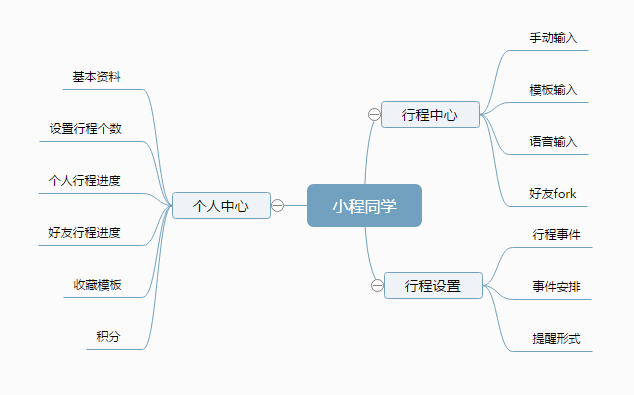 小程同学
行程中心
手动输入
模板输入
语音输入
好友fork
行程设置
行程事件
事件安排
提醒形式
个人中心
基本资料
设置行程个数
个人行程进度
好友行程进度
收藏模板
积分